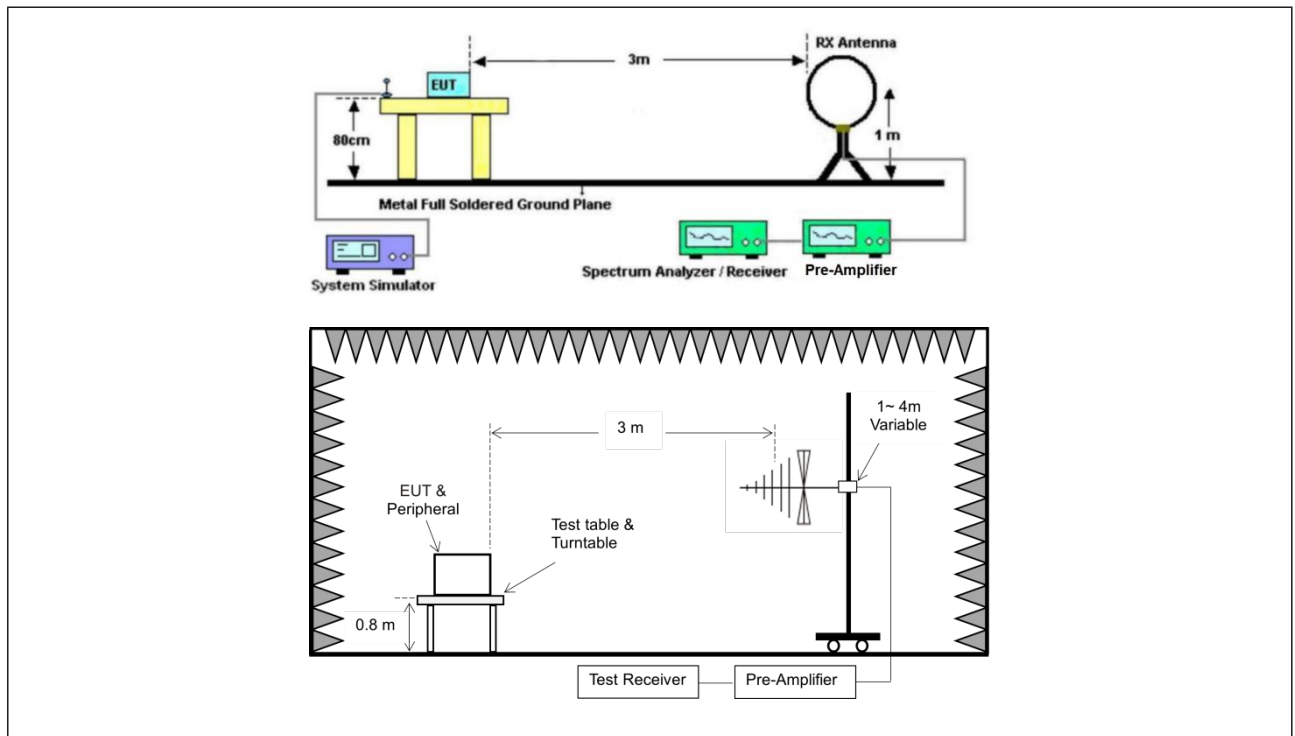 RX Antenna
3m
EUT
80cm
1 m
Metal Full Soldered Ground Plane
Spectrum Analyzer / Receiver
Pre-Amplifier
System Simulator
1~ 4m
Variable
3 m
EUT &
Peripheral
Test table &
Turntable
0.8 m
Test Receiver
Pre-Amplifier